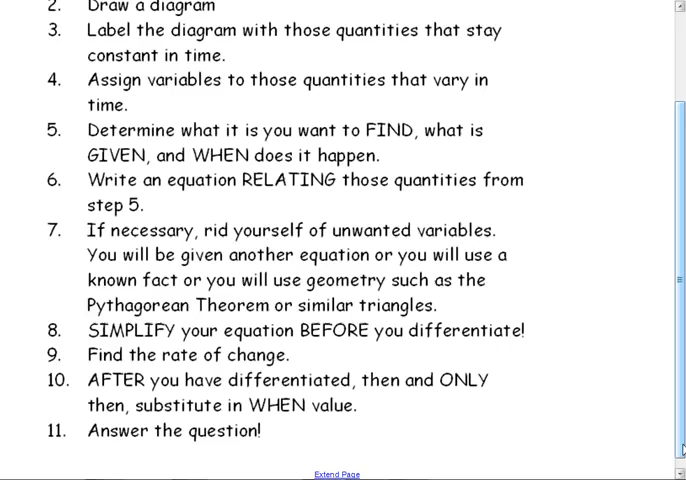 2. Draw a diagram
3. Label the diagram with those quantities that stay
constant in time.
4. Assign variables to those quantities that vary in
time.
5. Determine what it is you want to FIND, what is
GIVEN, and WHEN does it happen.
6. Write an equation RELATING those quantities from
step 5.
7. If necessary, rid yourself of unwanted variables.
You will be given another equation or you will use a
known fact or you will use geometry such as the
Pythagorean Theorem or similar triangles.
8. SIMPLIFY your equation BEFORE you differentiate!
9. Find the rate of change.
10. AFTER you have differentiated, then and ONLY
then, substitute in WHEN value.
11. Answer the question!
Extend Page